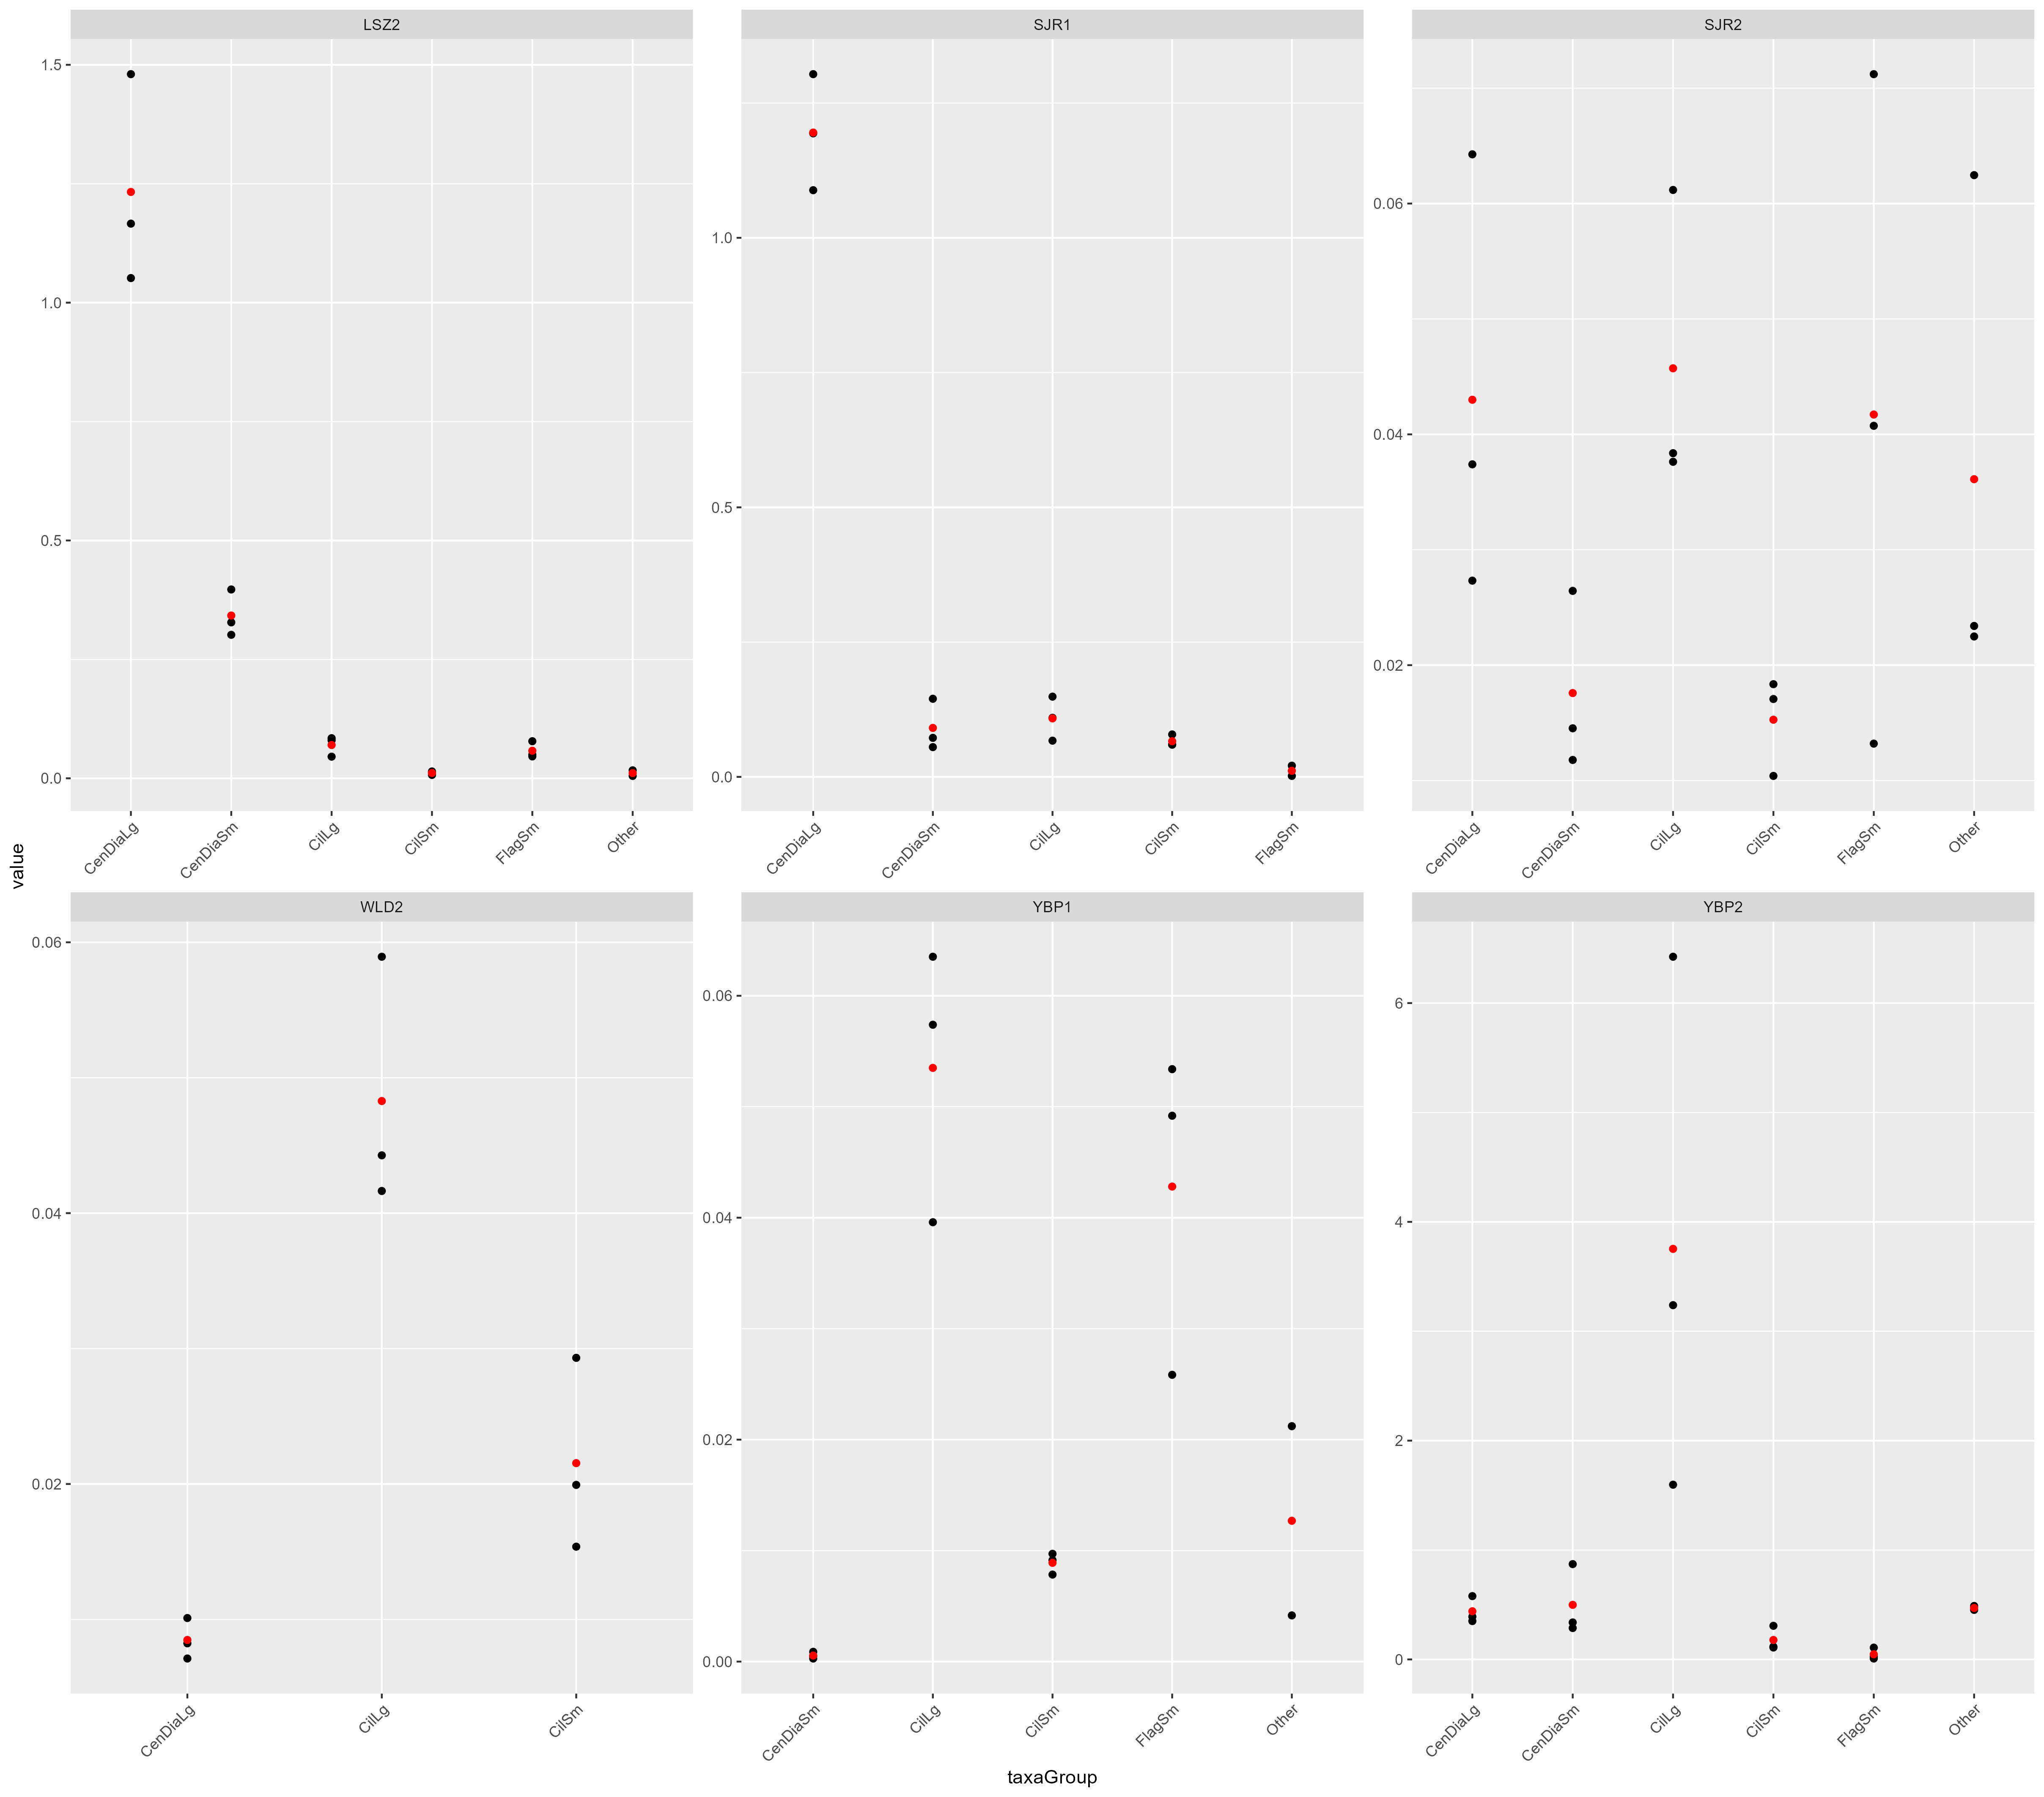 LSZ2
SJR1
SJR2
1.5
1.0
0.5
0.0
1.0
0.5
0.0
0.06
0.04
0.02
CenDiaLg
CenDiaSm
CilLg
CilSm
FlagSm
Other
CenDiaLg
CenDiaSm
CilLg
CilSm
FlagSm
CenDiaLg
CenDiaSm
CilLg
CilSm
FlagSm
Other
value
WLD2
YBP1
YBP2
0.06
0.04
0.02
0.06
0.04
0.02
0.00
6
4
2
0
CenDiaLg
CilLg
CilSm
CenDiaSm
CilLg
CilSm
FlagSm
Other
CenDiaLg
CenDiaSm
CilLg
CilSm
FlagSm
Other
taxaGroup